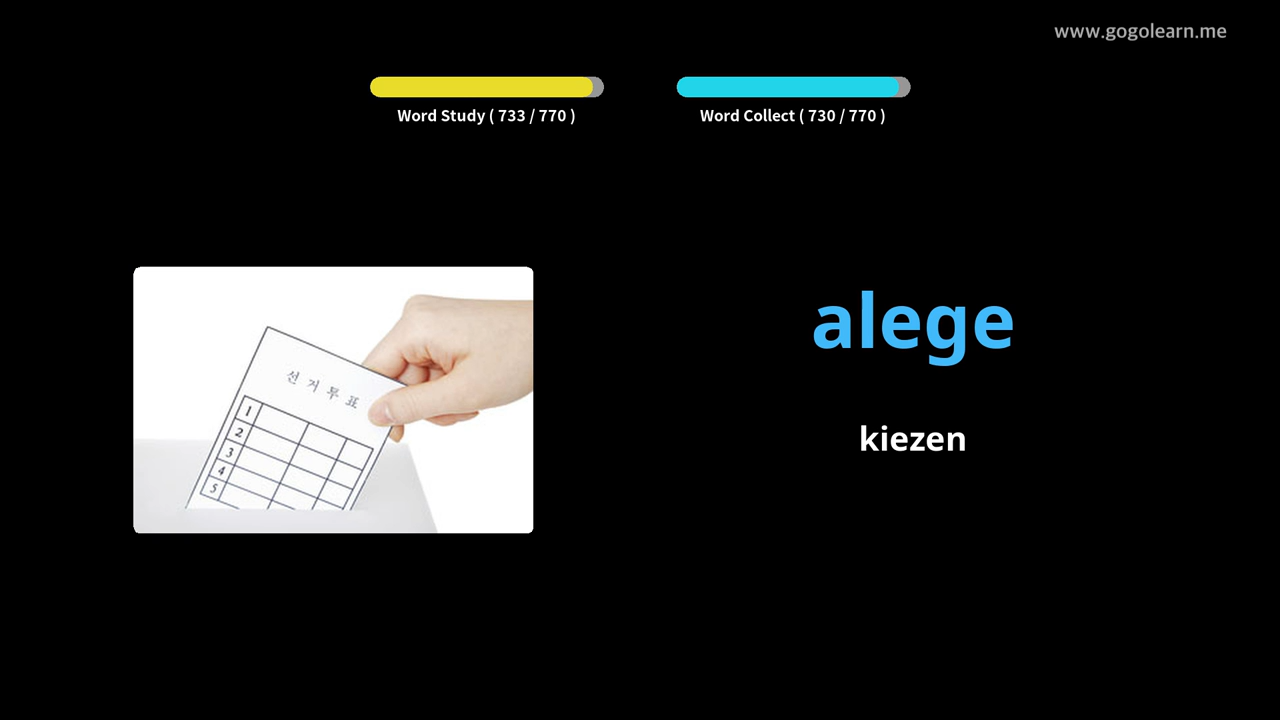 www.gogolearn.me
Word Study ( 733 / 770 )
Word Collect ( 730 / 770 )
선 거 투 표
1
2
3
4
5
alege
kiezen